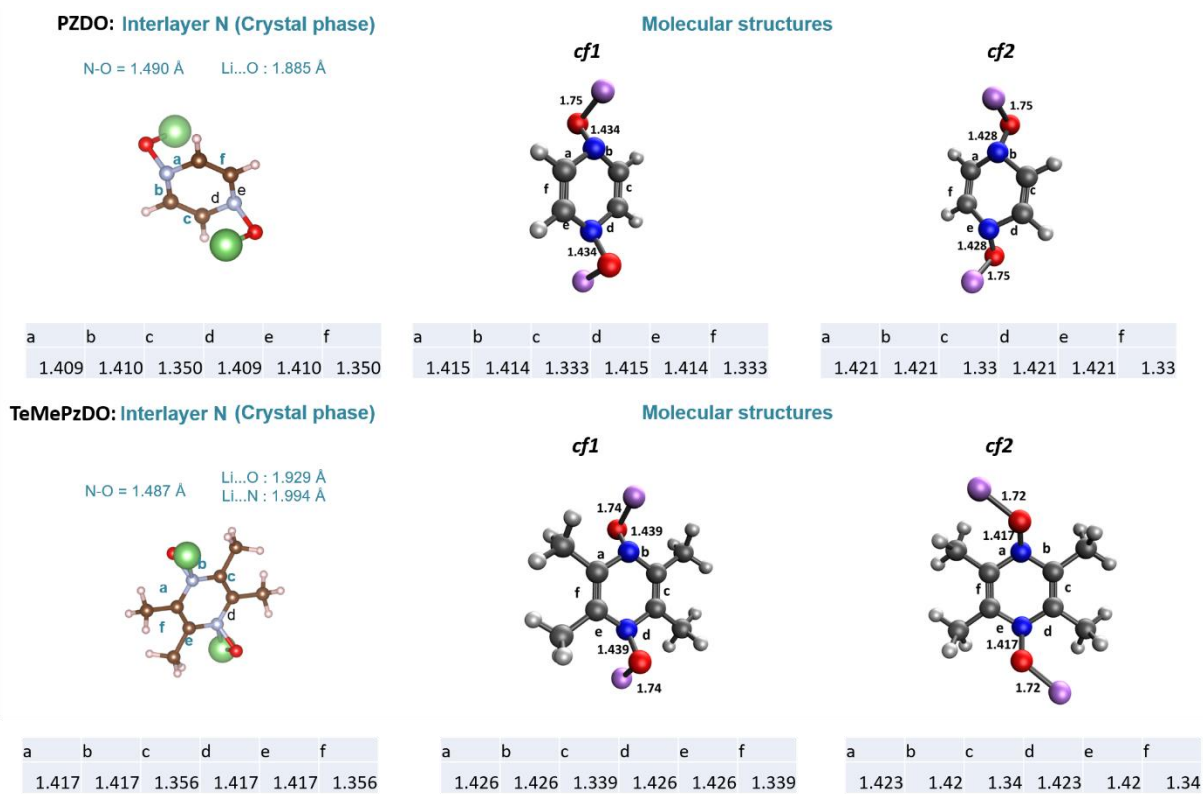 PZDO: Interlayer N (Crystal phase)
Molecular structures
N-O = 1.490 Å Li...O : 1.885 Å
cf1
cf2
a f
b e
c d
1.75
1.434
a b
f c
e d
1.434
1.75
1.428
a b
f c
e d
1.428
1.75
a b c d e f
1.409 1.410 1.350 1.409 1.410 1.350
a b c d e f
1.415 1.414 1.333 1.415 1.414 1.333
a b c d e f
1.421 1.421 1.33 1.421 1.421 1.33
TeMePzDO: Interlayer N (Crystal phase)
Molecular structures
N-O = 1.487 Å
Li...O : 1.929 Å
Li...N : 1.994 Å
cf1
cf2
b
c
a
d
f
e
1.74
1.439
a b
f c
e d
1.439
1.74
1.72
1.417
a b
f c
e d
1.417
1.72
a b c d e f
1.417 1.417 1.356 1.417 1.417 1.356
a b c d e f
1.426 1.426 1.339 1.426 1.426 1.339
a b c d e f
1.423 1.42 1.34 1.423 1.42 1.34